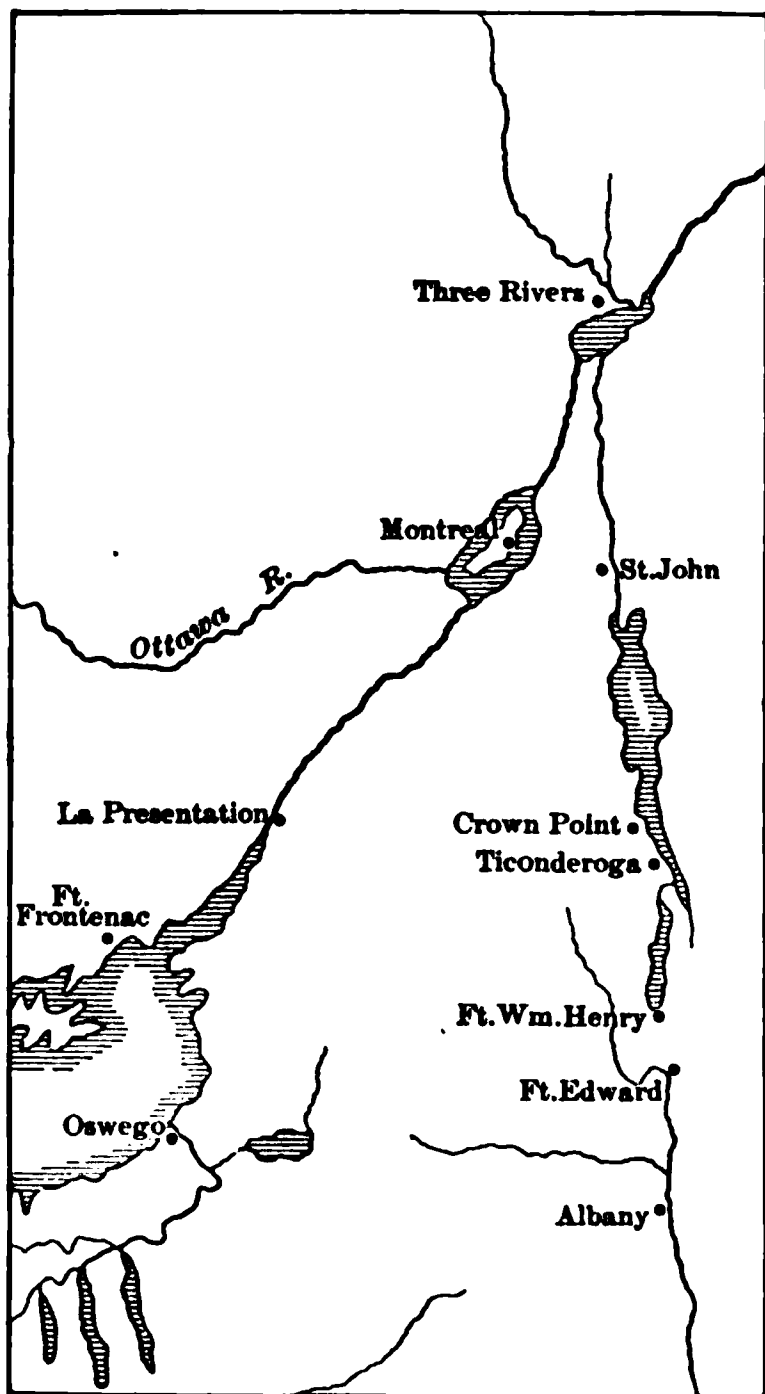 Three Rivers
Montreal
St. John
Ottawa R.
La Presentation
Crown Point
Ticonderoga
Ft.
Frontenac
Ft. Wm. Henry
Ft. Edward
Oswego
Albany